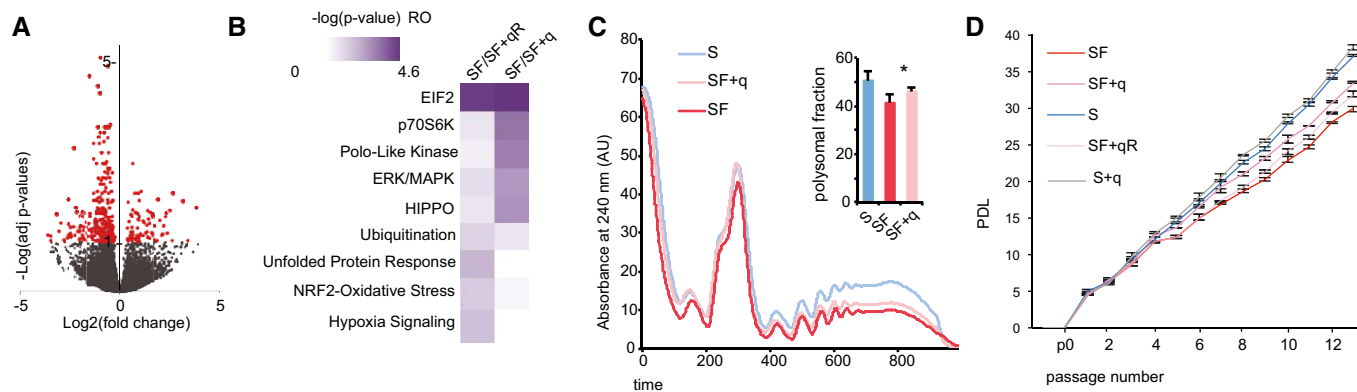 A
-Log(adj p-values)
5
1
-5
0
5
Log2(fold change)
B
-log(p-value) RO
0
4.6
SF/SF+qR
SF/SF+q
EIF2
p70S6K
Polo-Like Kinase
ERK/MAPK
HIPPO
Ubiquitination
Unfolded Protein Response
NRF2-Oxidative Stress
Hypoxia Signaling
C
Absorbance at 240 nm (AU)
80
70
60
50
40
30
20
10
0
0
200
400
600
800
time
S
SF+q
SF
polysomal fraction
60
40
20
0
*
S
SF
SF+q
D
PDL
40
35
30
25
20
15
10
5
0
p0
2
4
6
8
10
12
passage number
SF
SF+q
S
SF+qR
S+q